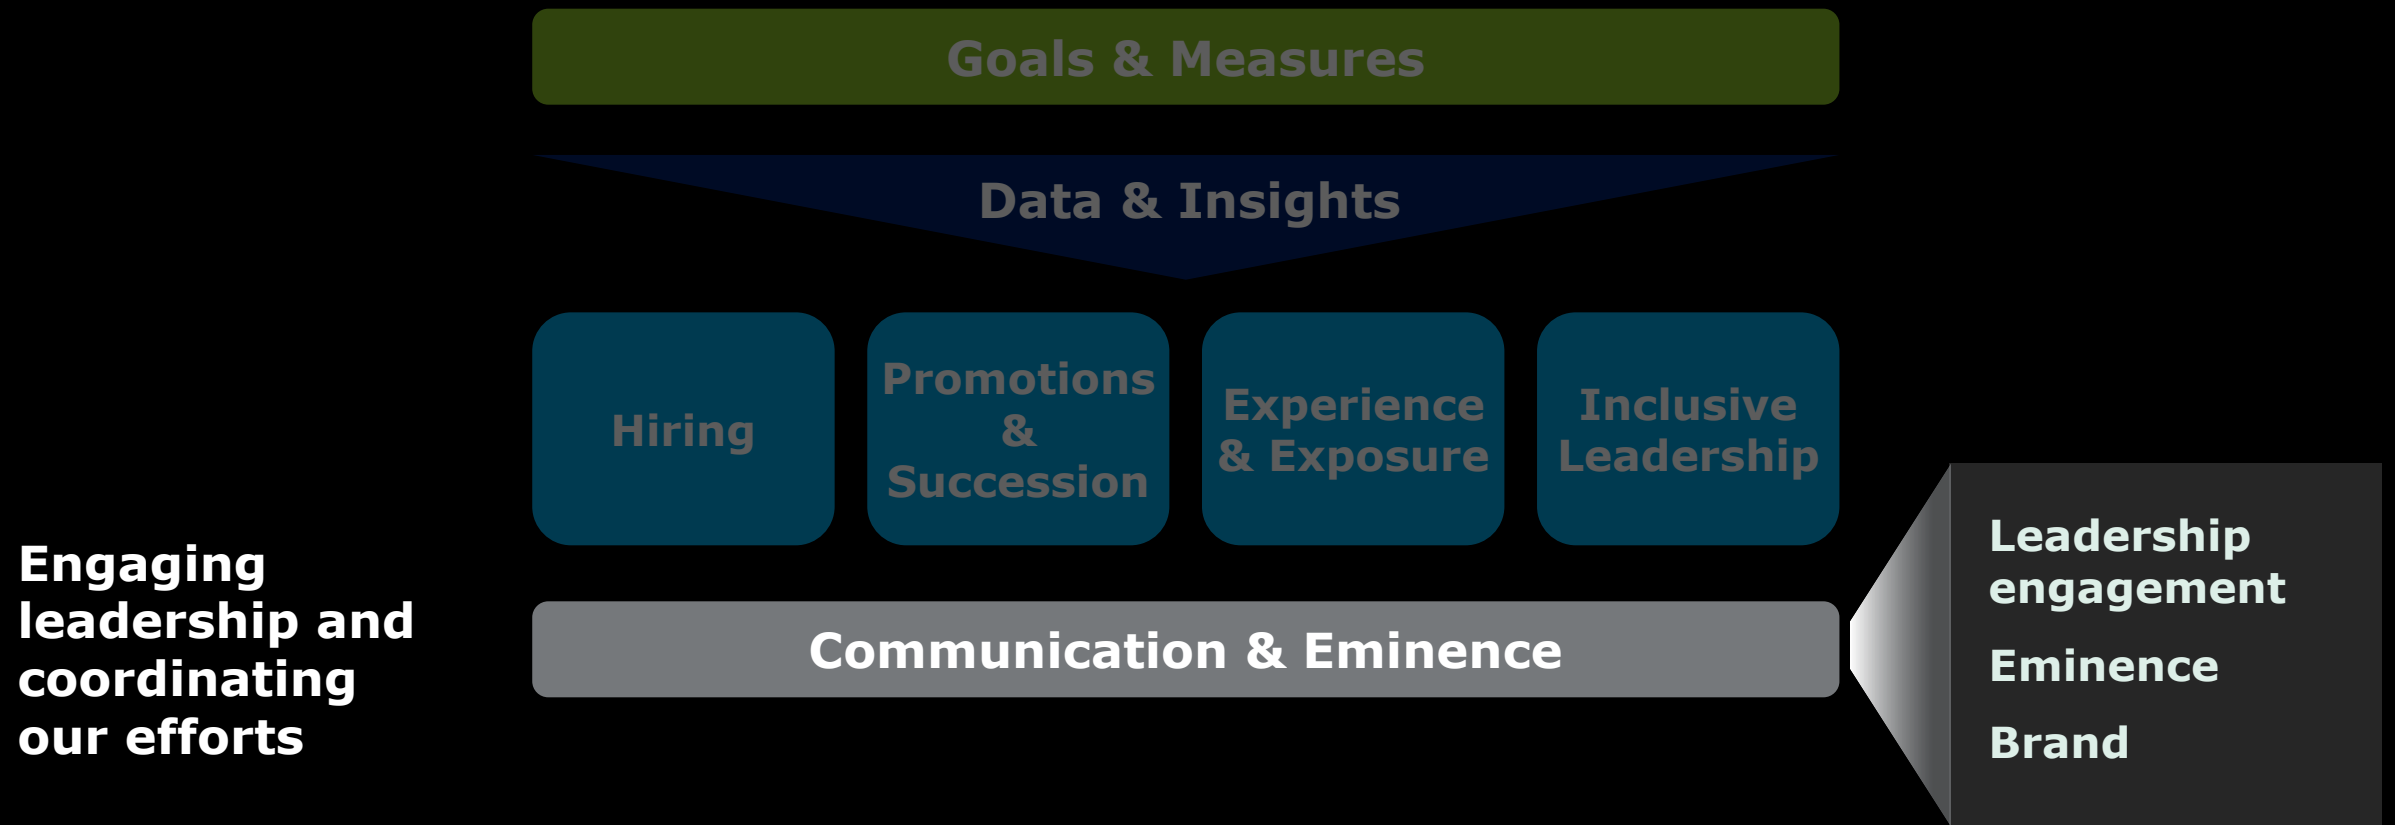 Goals & Measures
Data & Insights
Hiring
Promotions
&
Succession
Experience
& Exposure
Inclusive
Leadership
Engaging
leadership and
coordinating
our efforts
Communication & Eminence
Leadership
engagement
Eminence
Brand